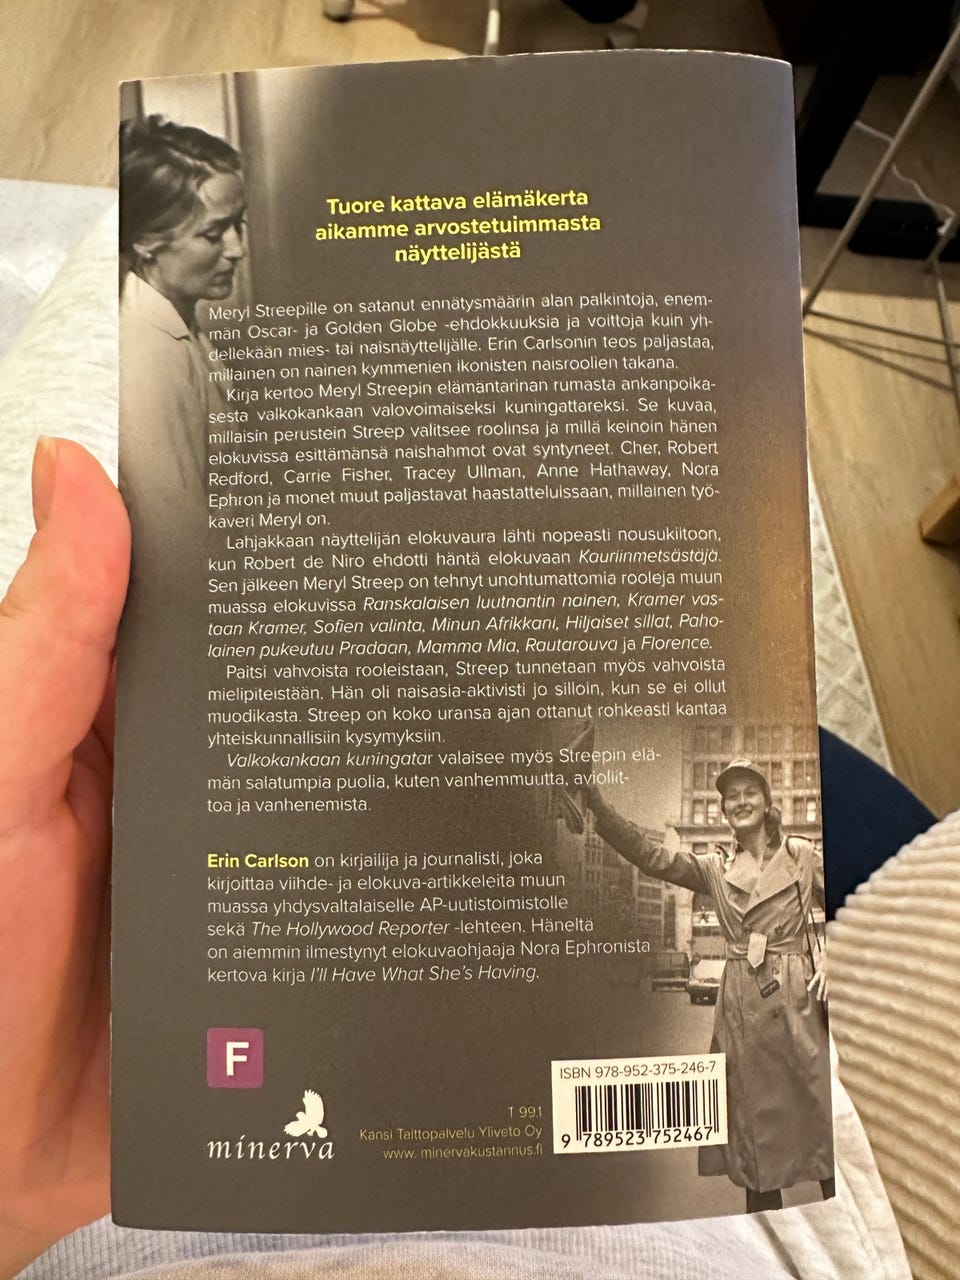 Tuore kattava elämäkerta
aikamme arvostetuimmasta
näyttelijästä
Meryl Streepille on satanut ennätysmäärin alan palkintoja, enem-
män Oscar- ja Golden Globe -ehdokkuuksia ja voittoja kuin yh-
dellekään mies- tai naisnäyttelijälle. Erin Carlsonin teos paljastaa,
millainen on nainen kymmenien ikonisten naisroolien takana.
Kirja kertoo Meryl Streepin elämäntarinan rumasta ankanpoika-
sesta valkokankaan valovoimaiseksi kuningattareksi. Se kuvaa,
millaisin perustein Streep valitsee roolinsa ja millä keinoin hänen
elokuvissa esittämänsä naishahmot ovat syntyneet. Cher, Robert
Redford, Carrie Fisher, Tracey Ullman, Anne Hathaway, Nora
Ephron ja monet muut paljastavat haastatteluissaan, millainen työ-
kaveri Meryl on.
Lahjakkaan näyttelijän elokuvaura lähti nopeasti nousukiitoon,
kun Robert de Niro ehdotti häntä elokuvaan Kauriinmetsästäjä.
Sen jälkeen Meryl Streep on tehnyt unohtumattomia rooleja muun
muassa elokuvissa Ranskalaisen luutnantin nainen, Kramer vas-
taan Kramer, Sofien valinta, Minun Afrikkani, Hiljaiset sillat, Paho-
lainen pukeutuu Pradaan, Mamma Mia, Rautarouva ja Florence.
Paitsi vahvoista rooleistaan, Streep tunnetaan myös vahvoista
mielipiteistään. Hän oli naisasia-aktivisti jo silloin, kun se ei ollut
muodikasta. Streep on koko uransa ajan ottanut rohkeasti kantaa
yhteiskunnallisiin kysymyksiin.
Valkokankaan kuningatar valaisee myös Streepin elä-
män salatumpia puolia, kuten vanhemmuutta, avioliit-
toa ja vanhenemista.
Erin Carlson on kirjailija ja journalisti, joka
kirjoittaa viihde- ja elokuva-artikkeleita muun
muassa yhdysvaltalaiselle AP-uutistoimistolle
sekä The Hollywood Reporter -lehteen. Häneltä
on aiemmin ilmestynyt elokuvaohjaaja Nora Ephronista
kertova kirja I'll Have What She's Having.
F
minerva
T 99.1
Kansi Taittopalvelu Yliveto Oy
www. minervakustannus.fi
ISBN 978-952-375-246-7
9 789523 752467